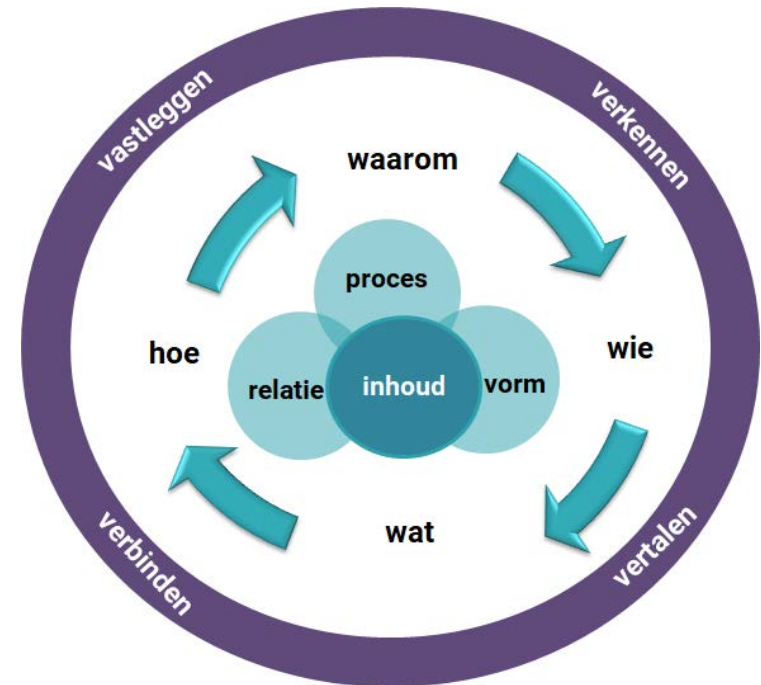 vastleggen
verkennen
waarom
proces
hoe
wie
relatie
inhoud
vorm
wat
verbinden
vertalen